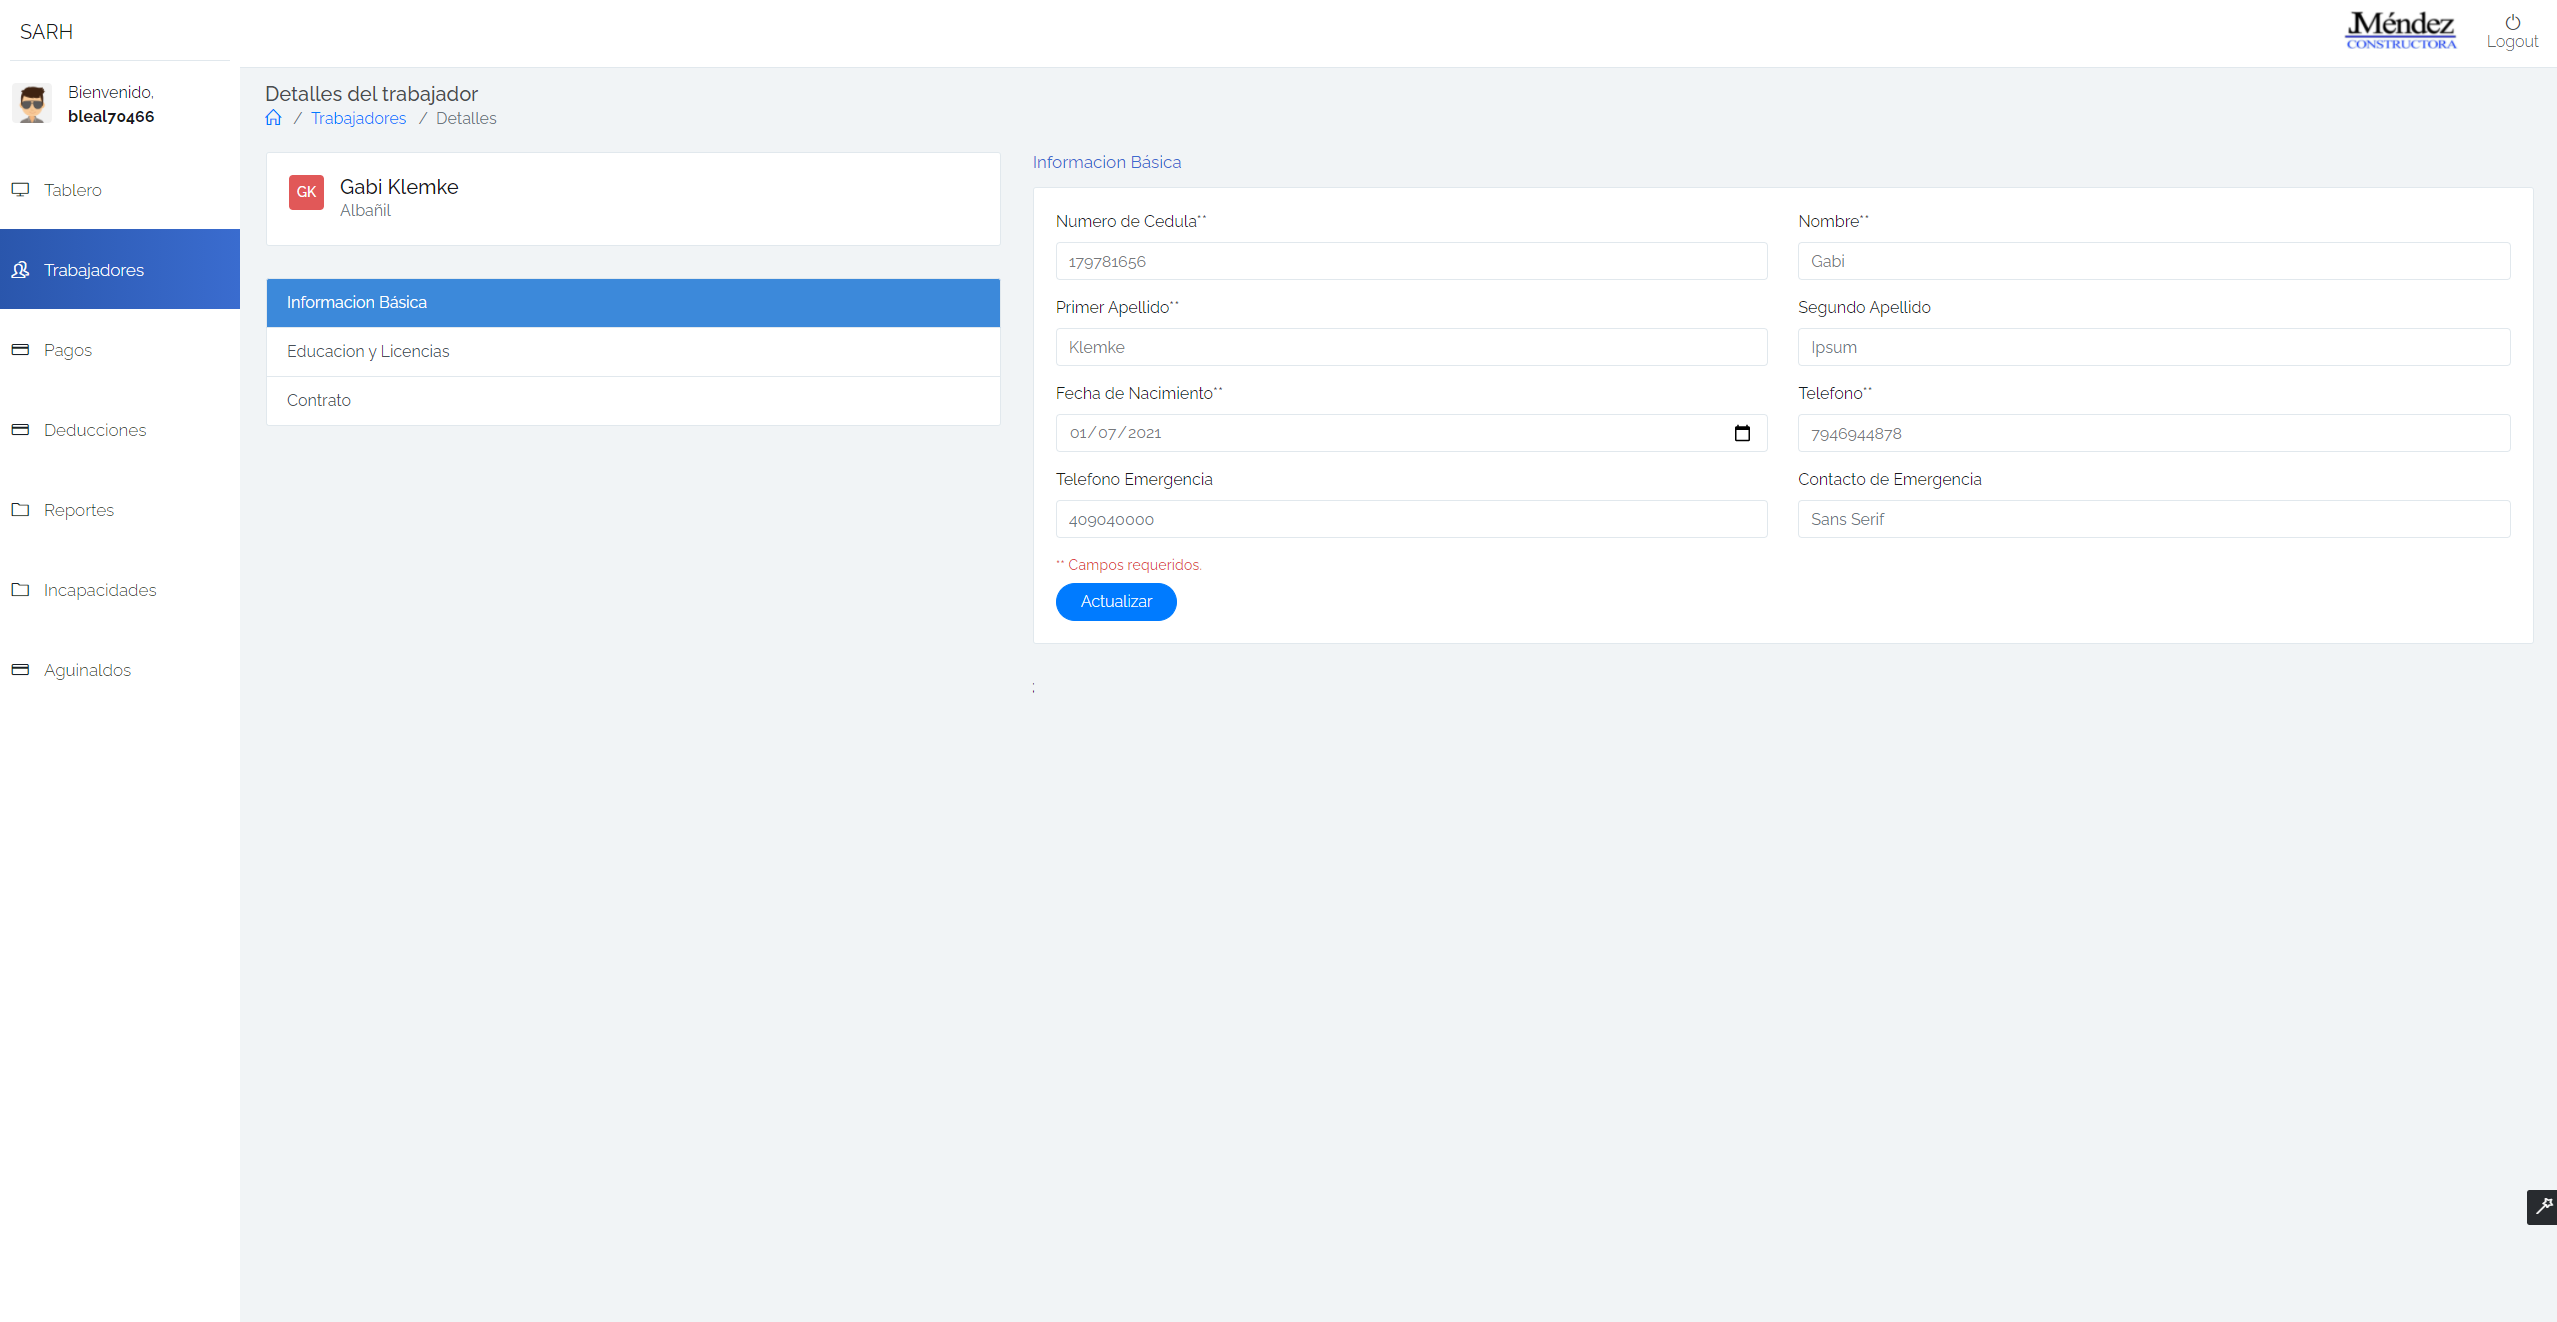 SARH
JMéndez
CONSTRUCTORA
Logout
Bienvenido,
bleal70466
Tablero
Trabajadores
Pagos
Deducciones
Reportes
Incapacidades
Aguinaldos
Detalles del trabajador
/ Trabajadores / Detalles
GK
Gabi Klemke
Albañil
Informacion Básica
Educacion y Licencias
Contrato
Informacion Básica
Numero de Cedula**
179781656
Nombre**
Gabi
Primer Apellido**
Klemke
Segundo Apellido
Ipsum
Fecha de Nacimiento**
01/07/2021
Telefono**
7946944878
Telefono Emergencia
409040000
Contacto de Emergencia
Sans Serif
** Campos requeridos.
Actualizar
;